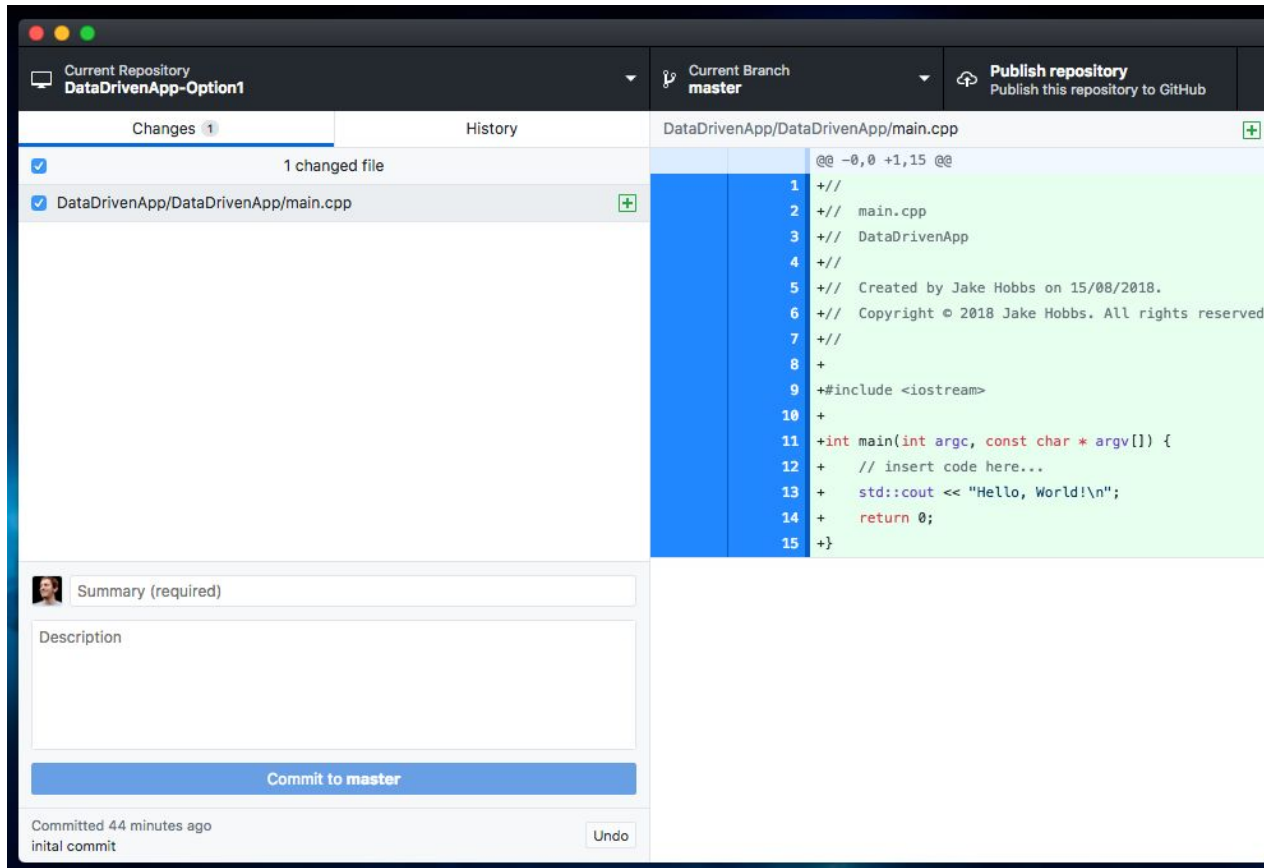 Current Repository
DataDrivenApp-Option1
Current Branch
master
Publish repository
Publish this repository to GitHub
Changes 1
History
1 changed file
DataDrivenApp/DataDrivenApp/main.cpp
Summary (required)
Description
Commit to master
Committed 44 minutes ago
inital commit
Undo
DataDrivenApp/DataDrivenApp/main.cpp
@@ -0,0 +1,15 @@
1 +//
2 +//  main.cpp
3 +//  DataDrivenApp
4 +//
5 +//  Created by Jake Hobbs on 15/08/2018.
6 +//  Copyright © 2018 Jake Hobbs. All rights reserved
7 +//
8 +
9 +#include <iostream>
10 +
11 +int main(int argc, const char * argv[]) {
12 +    // insert code here...
13 +    std::cout << "Hello, World!\n";
14 +    return 0;
15 +}